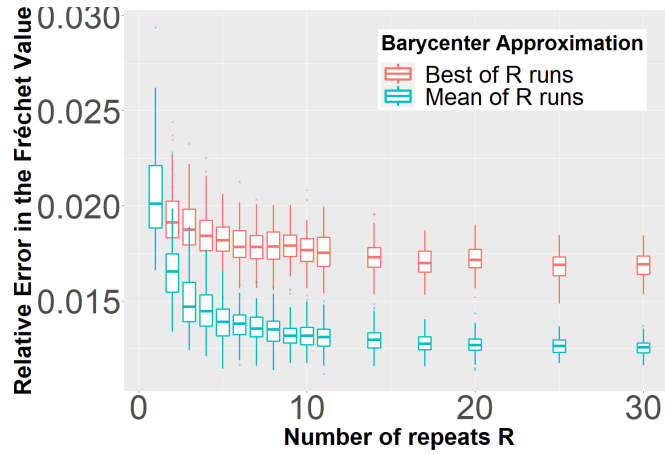 Relative Error in the Fréchet Value
0.030
0.025
0.020
0.015
Barycenter Approximation
Best of R runs
Mean of R runs
0
10
20
30
Number of repeats R